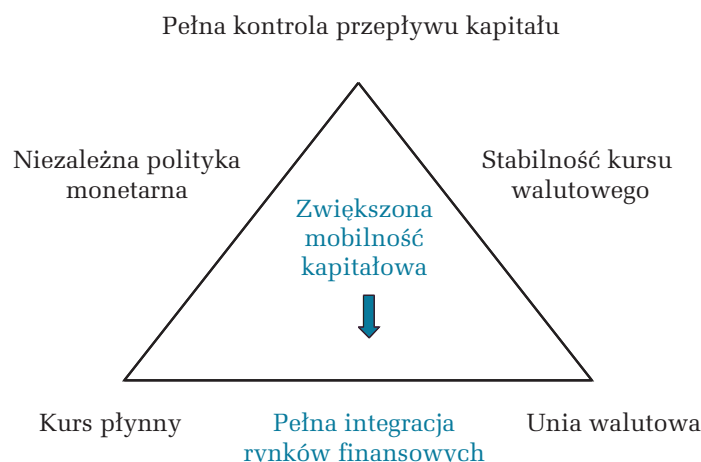 Pełna kontrola przepływu kapitału
Niezależna polityka
monetarna
Stabilność kursu
walutowego
Zwiększona
mobilność
kapitałowa
Kurs płynny
Pełna integracja
rynków finansowych
Unia walutowa